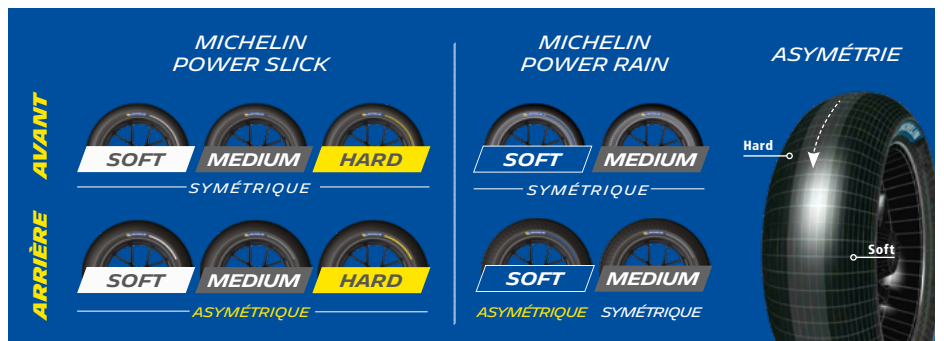 MICHELIN
POWER SLICK
MICHELIN
POWER RAIN
ASYMÉTRIE
AVANT
SOFT
MEDIUM
HARD
SYMÉTRIQUE
SOFT
MEDIUM
SYMÉTRIQUE
ARRIÈRE
SOFT
MEDIUM
HARD
ASYMÉTRIQUE
SOFT
MEDIUM
ASYMÉTRIQUE
SYMÉTRIQUE
Hard
Soft
MICHELIN